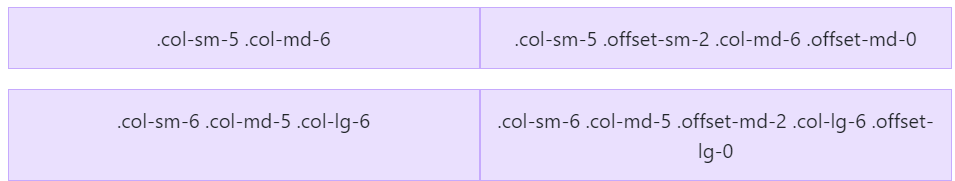 .col-sm-5 .col-md-6
.col-sm-5 .offset-sm-2 .col-md-6 .offset-md-0
.col-sm-6 .col-md-5 .col-lg-6
.col-sm-6 .col-md-5 .offset-md-2 .col-lg-6 .offset-
lg-0